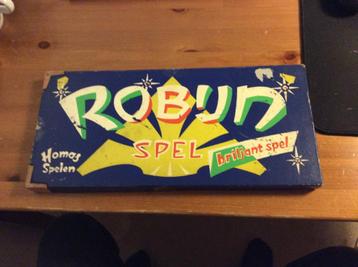 ROBIJN
SPEL
briljant spel
Homas
Spelen